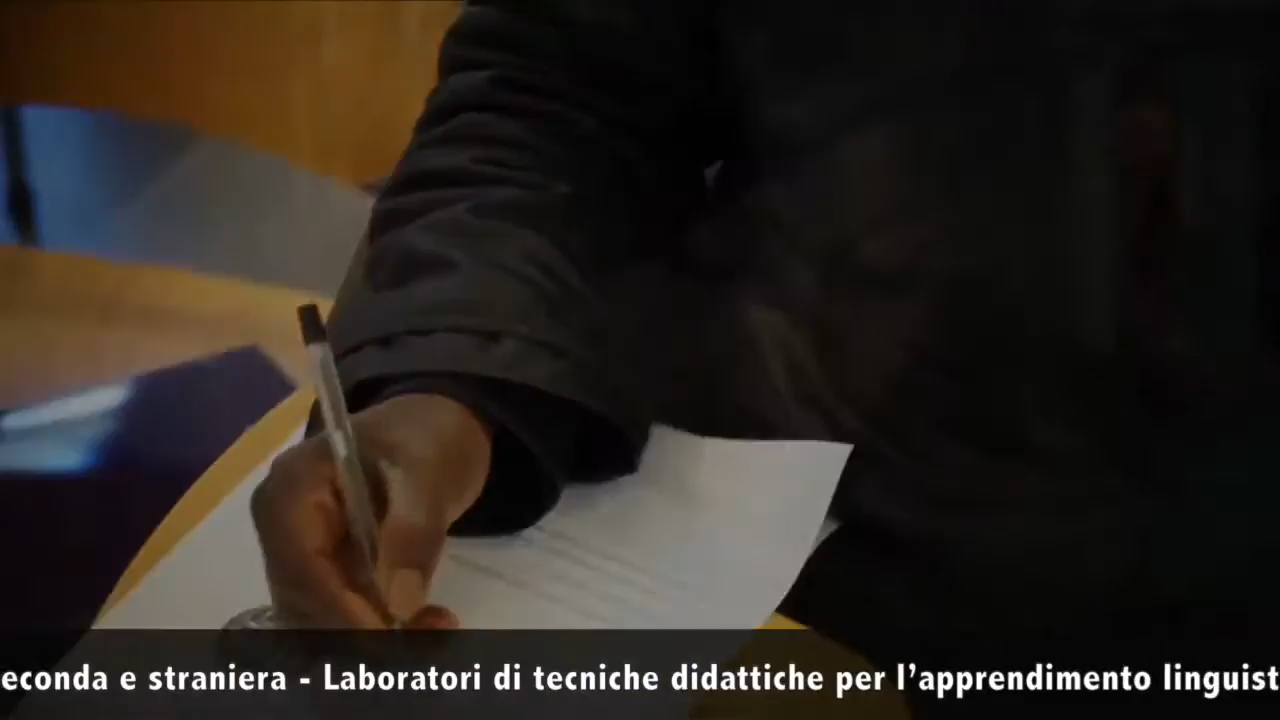 econda e straniera - Laboratori di tecniche didattiche per l’apprendimento linguist